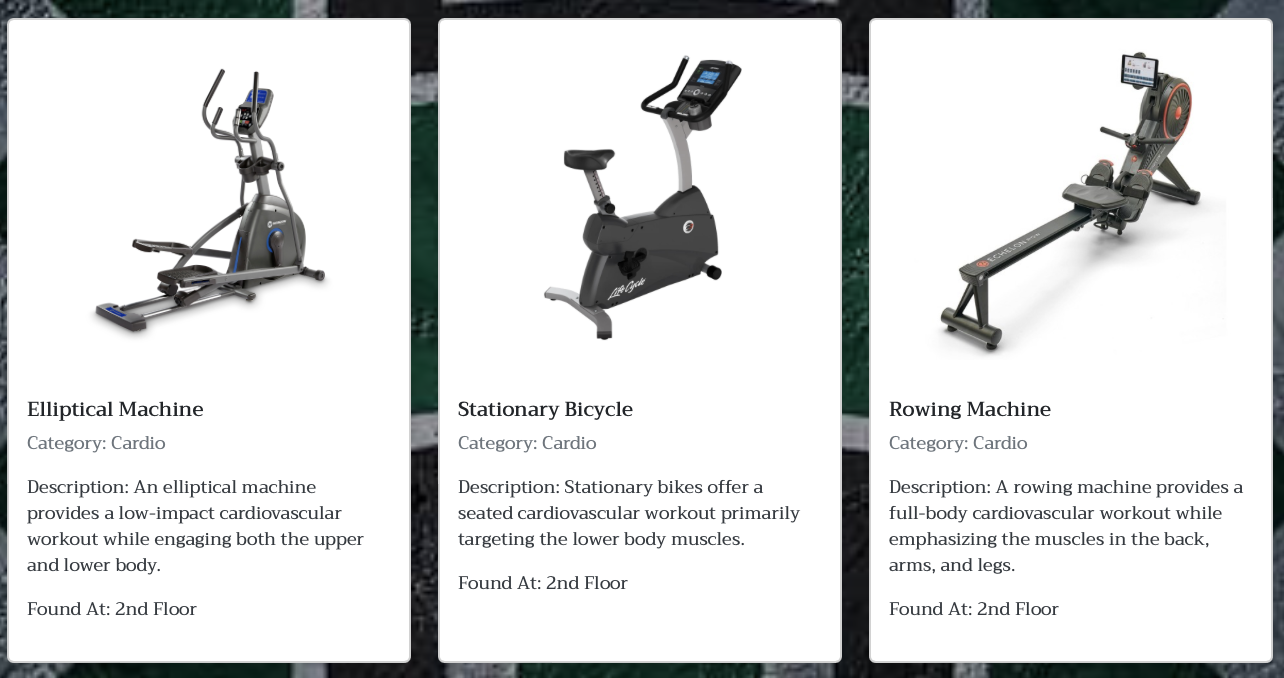 Life Cycle
ECHELON ROW
Elliptical Machine
Category: Cardio
Description: An elliptical machine
provides a low-impact cardiovascular
workout while engaging both the upper
and lower body.
Found At: 2nd Floor
Stationary Bicycle
Category: Cardio
Description: Stationary bikes offer a
seated cardiovascular workout primarily
targeting the lower body muscles.
Found At: 2nd Floor
Rowing Machine
Category: Cardio
Description: A rowing machine provides a
full-body cardiovascular workout while
emphasizing the muscles in the back,
arms, and legs.
Found At: 2nd Floor